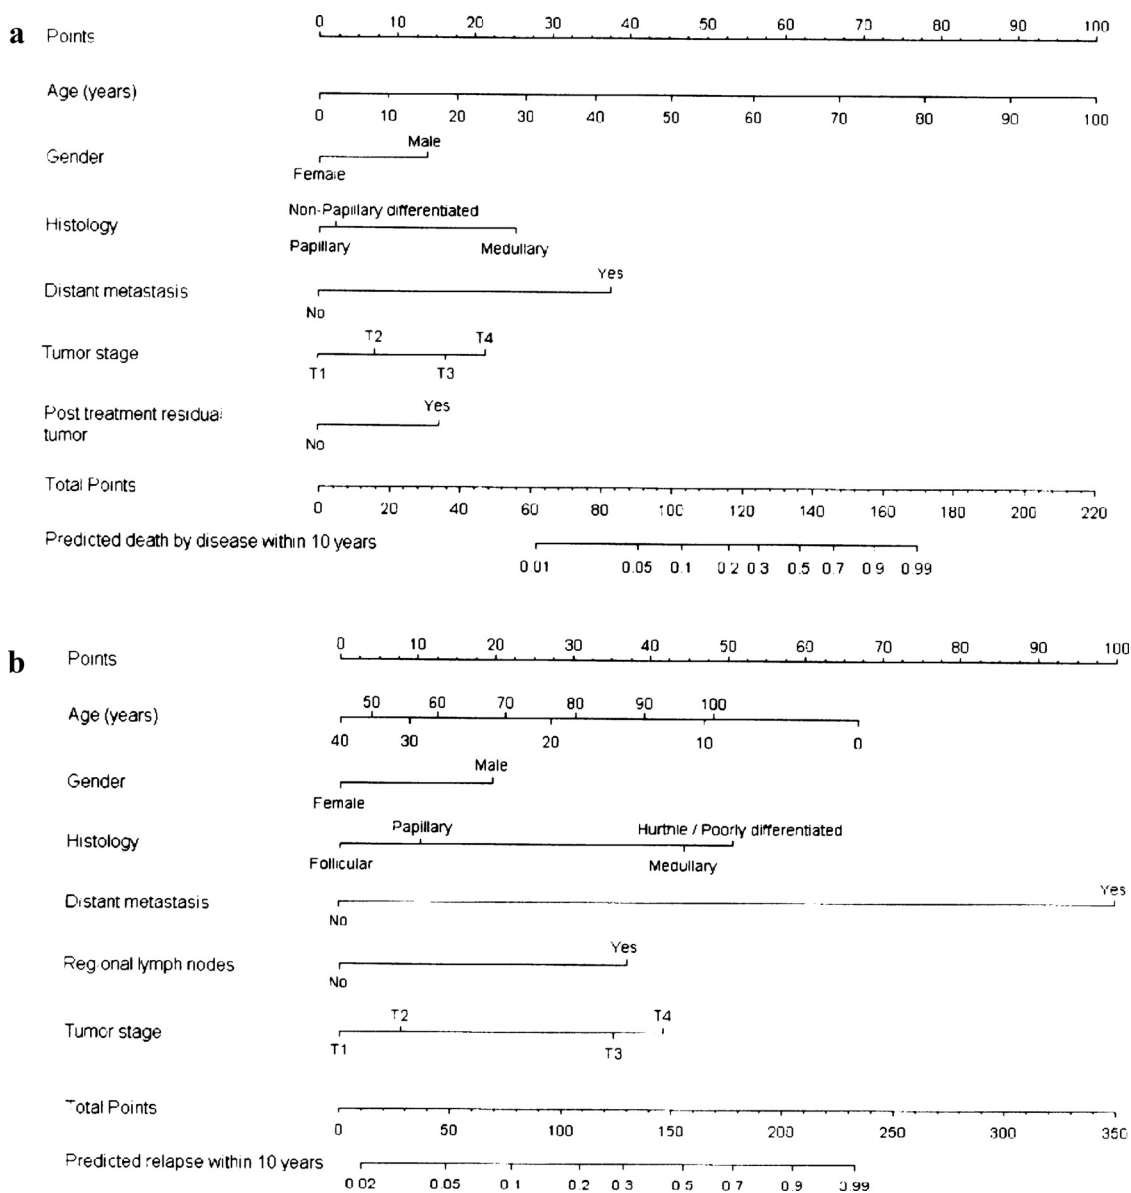 a
Points
0 10 20 30 40 50 60 70 80 90 100
Age (years)
0 10 20 30 40 50 60 70 80 90 100
Gender
Male
Female
Histology
Non-Papillary differentiated
Papillary Medullary
Distant metastasis
Yes
No
Tumor stage
T2 T4
T1 T3
Post treatment residual
tumor
Yes
No
Total Points
0 20 40 60 80 100 120 140 160 180 200 220
Predicted death by disease within 10 years
0.01 0.05 0.1 0.2 0.3 0.5 0.7 0.9 0.99
b
Points
0 10 20 30 40 50 60 70 80 90 100
Age (years)
50 60 70 80 90 100
40 30 20 10 0
Gender
Male
Female
Histology
Papillary Hurthle / Poorly differentiated
Follicular Medullary
Distant metastasis
Yes
No
Regional lymph nodes
Yes
No
Tumor stage
T2 T4
T1 T3
Total Points
0 50 100 150 200 250 300 350
Predicted relapse within 10 years
0.02 0.05 0.1 0.2 0.3 0.5 0.7 0.9 0.99